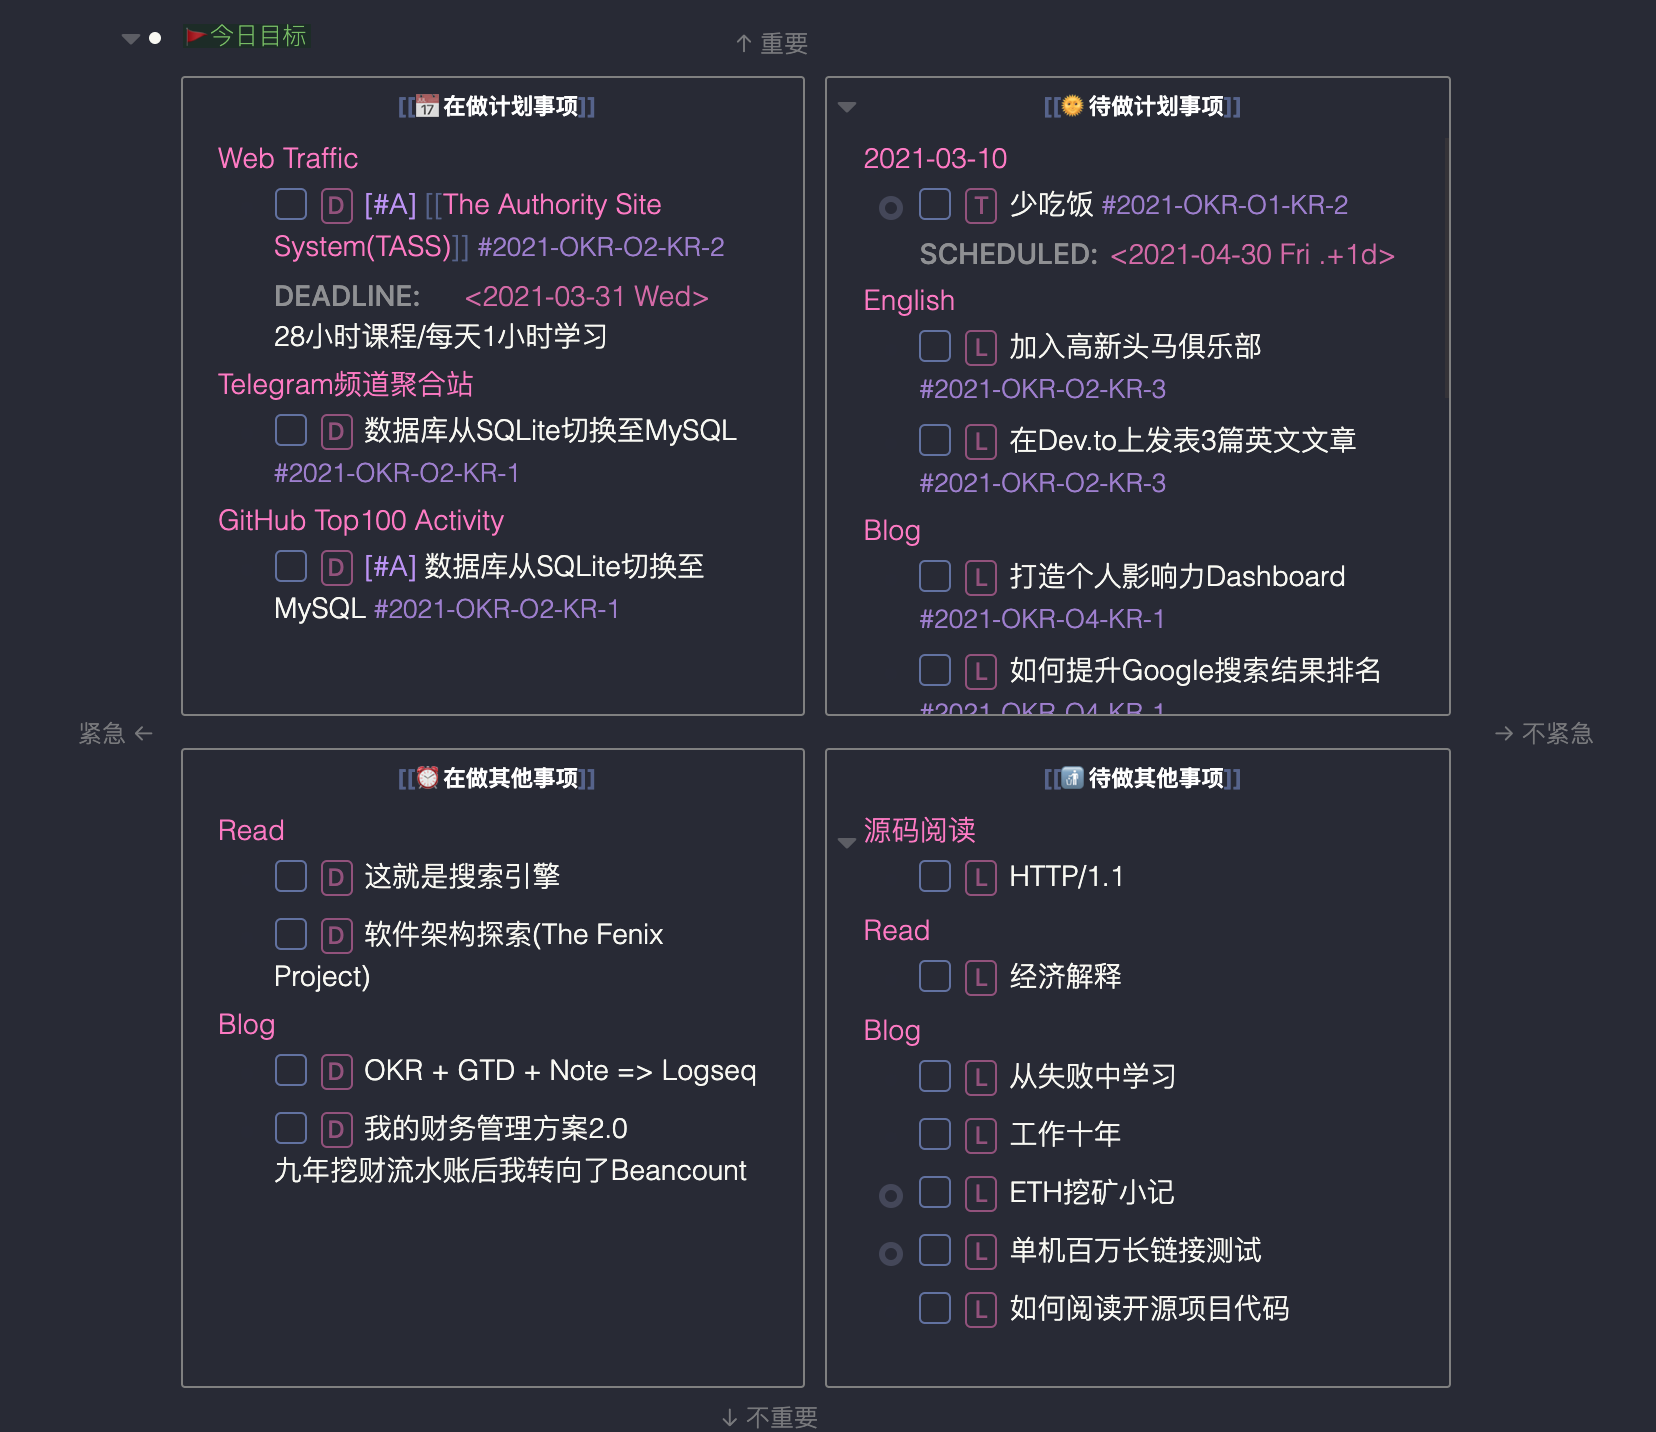 🚩今日目标
↑ 重要
[[📅 在做计划事项]]
Web Traffic
D [#A] [[The Authority Site
System(TASS)]] #2021-OKR-O2-KR-2
DEADLINE: <2021-03-31 Wed>
28小时课程/每天1小时学习
Telegram频道聚合站
D 数据库从SQLite切换至MySQL
#2021-OKR-O2-KR-1
GitHub Top100 Activity
D [#A] 数据库从SQLite切换至
MySQL #2021-OKR-O2-KR-1
[[🌞 待做计划事项]]
2021-03-10
T 少吃饭 #2021-OKR-O1-KR-2
SCHEDULED: <2021-04-30 Fri .+1d>
English
L 加入高新头马俱乐部
#2021-OKR-O2-KR-3
L 在Dev.to上发表3篇英文文章
#2021-OKR-O2-KR-3
Blog
L 打造个人影响力Dashboard
#2021-OKR-O4-KR-1
L 如何提升Google搜索结果排名
#2021-OKR-O4-KR-1
紧急 ←
→ 不紧急
[[⏰ 在做其他事项]]
Read
D 这就是搜索引擎
D 软件架构探索(The Fenix
Project)
Blog
D OKR + GTD + Note => Logseq
D 我的财务管理方案2.0
九年挖财流水账后我转向了Beancount
[[🚮 待做其他事项]]
源码阅读
L HTTP/1.1
Read
L 经济解释
Blog
L 从失败中学习
L 工作十年
L ETH挖矿小记
L 单机百万长链接测试
L 如何阅读开源项目代码
↓ 不重要